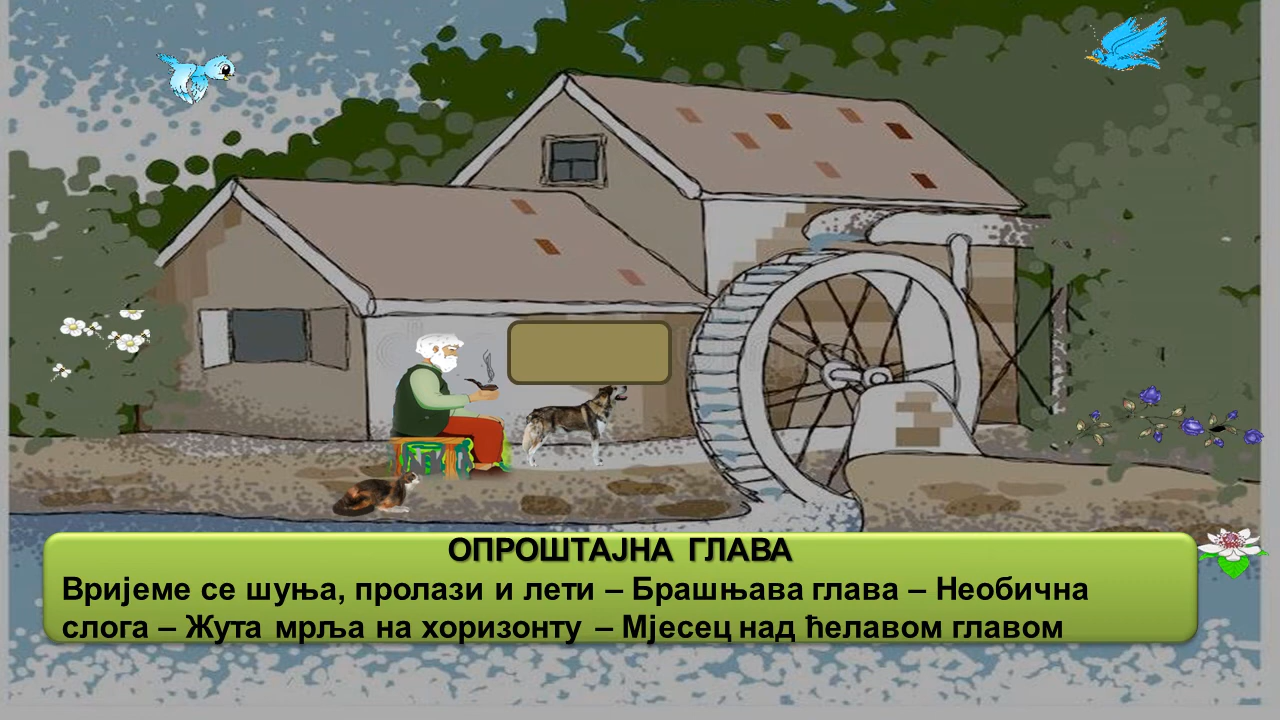 ОПРОШТАЈНА ГЛАВА
Вријеме се шуња, пролази и лети – Брашњава глава – Необична
слога – Жута мрља на хоризонту – Мјесец над ћелавом главом